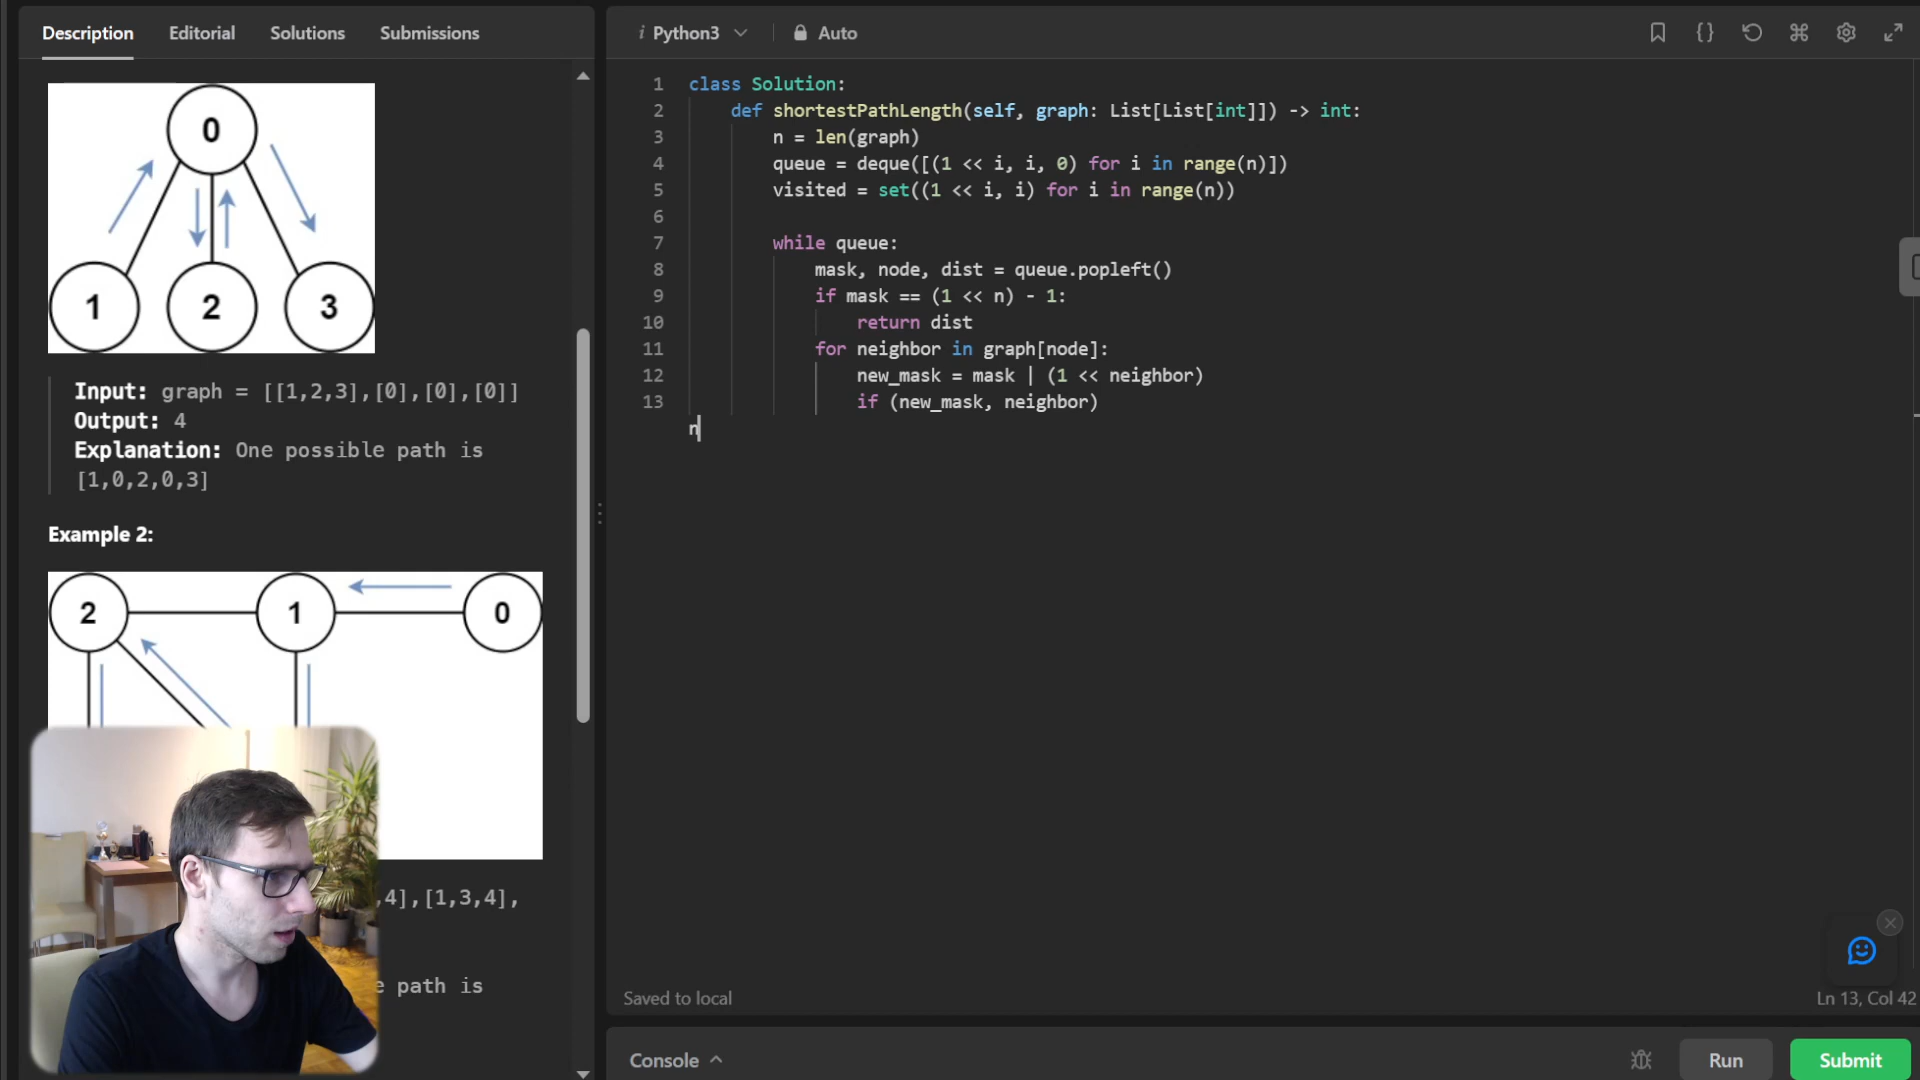 Description Editorial Solutions Submissions
0
1 2 3
Input: graph = [[1,2,3],[0],[0],[0]]
Output: 4
Explanation: One possible path is
[1,0,2,0,3]
Example 2:
2 1 0
,4],[1,3,4],
e path is
i Python3 Auto
1 class Solution:
2 def shortestPathLength(self, graph: List[List[int]]) -> int:
3 n = len(graph)
4 queue = deque([(1 << i, i, 0) for i in range(n)])
5 visited = set((1 << i, i) for i in range(n))
6
7 while queue:
8 mask, node, dist = queue.popleft()
9 if mask == (1 << n) - 1:
10 return dist
11 for neighbor in graph[node]:
12 new_mask = mask | (1 << neighbor)
13 if (new_mask, neighbor)
n
Saved to local
Ln 13, Col 42
Console
Run
Submit